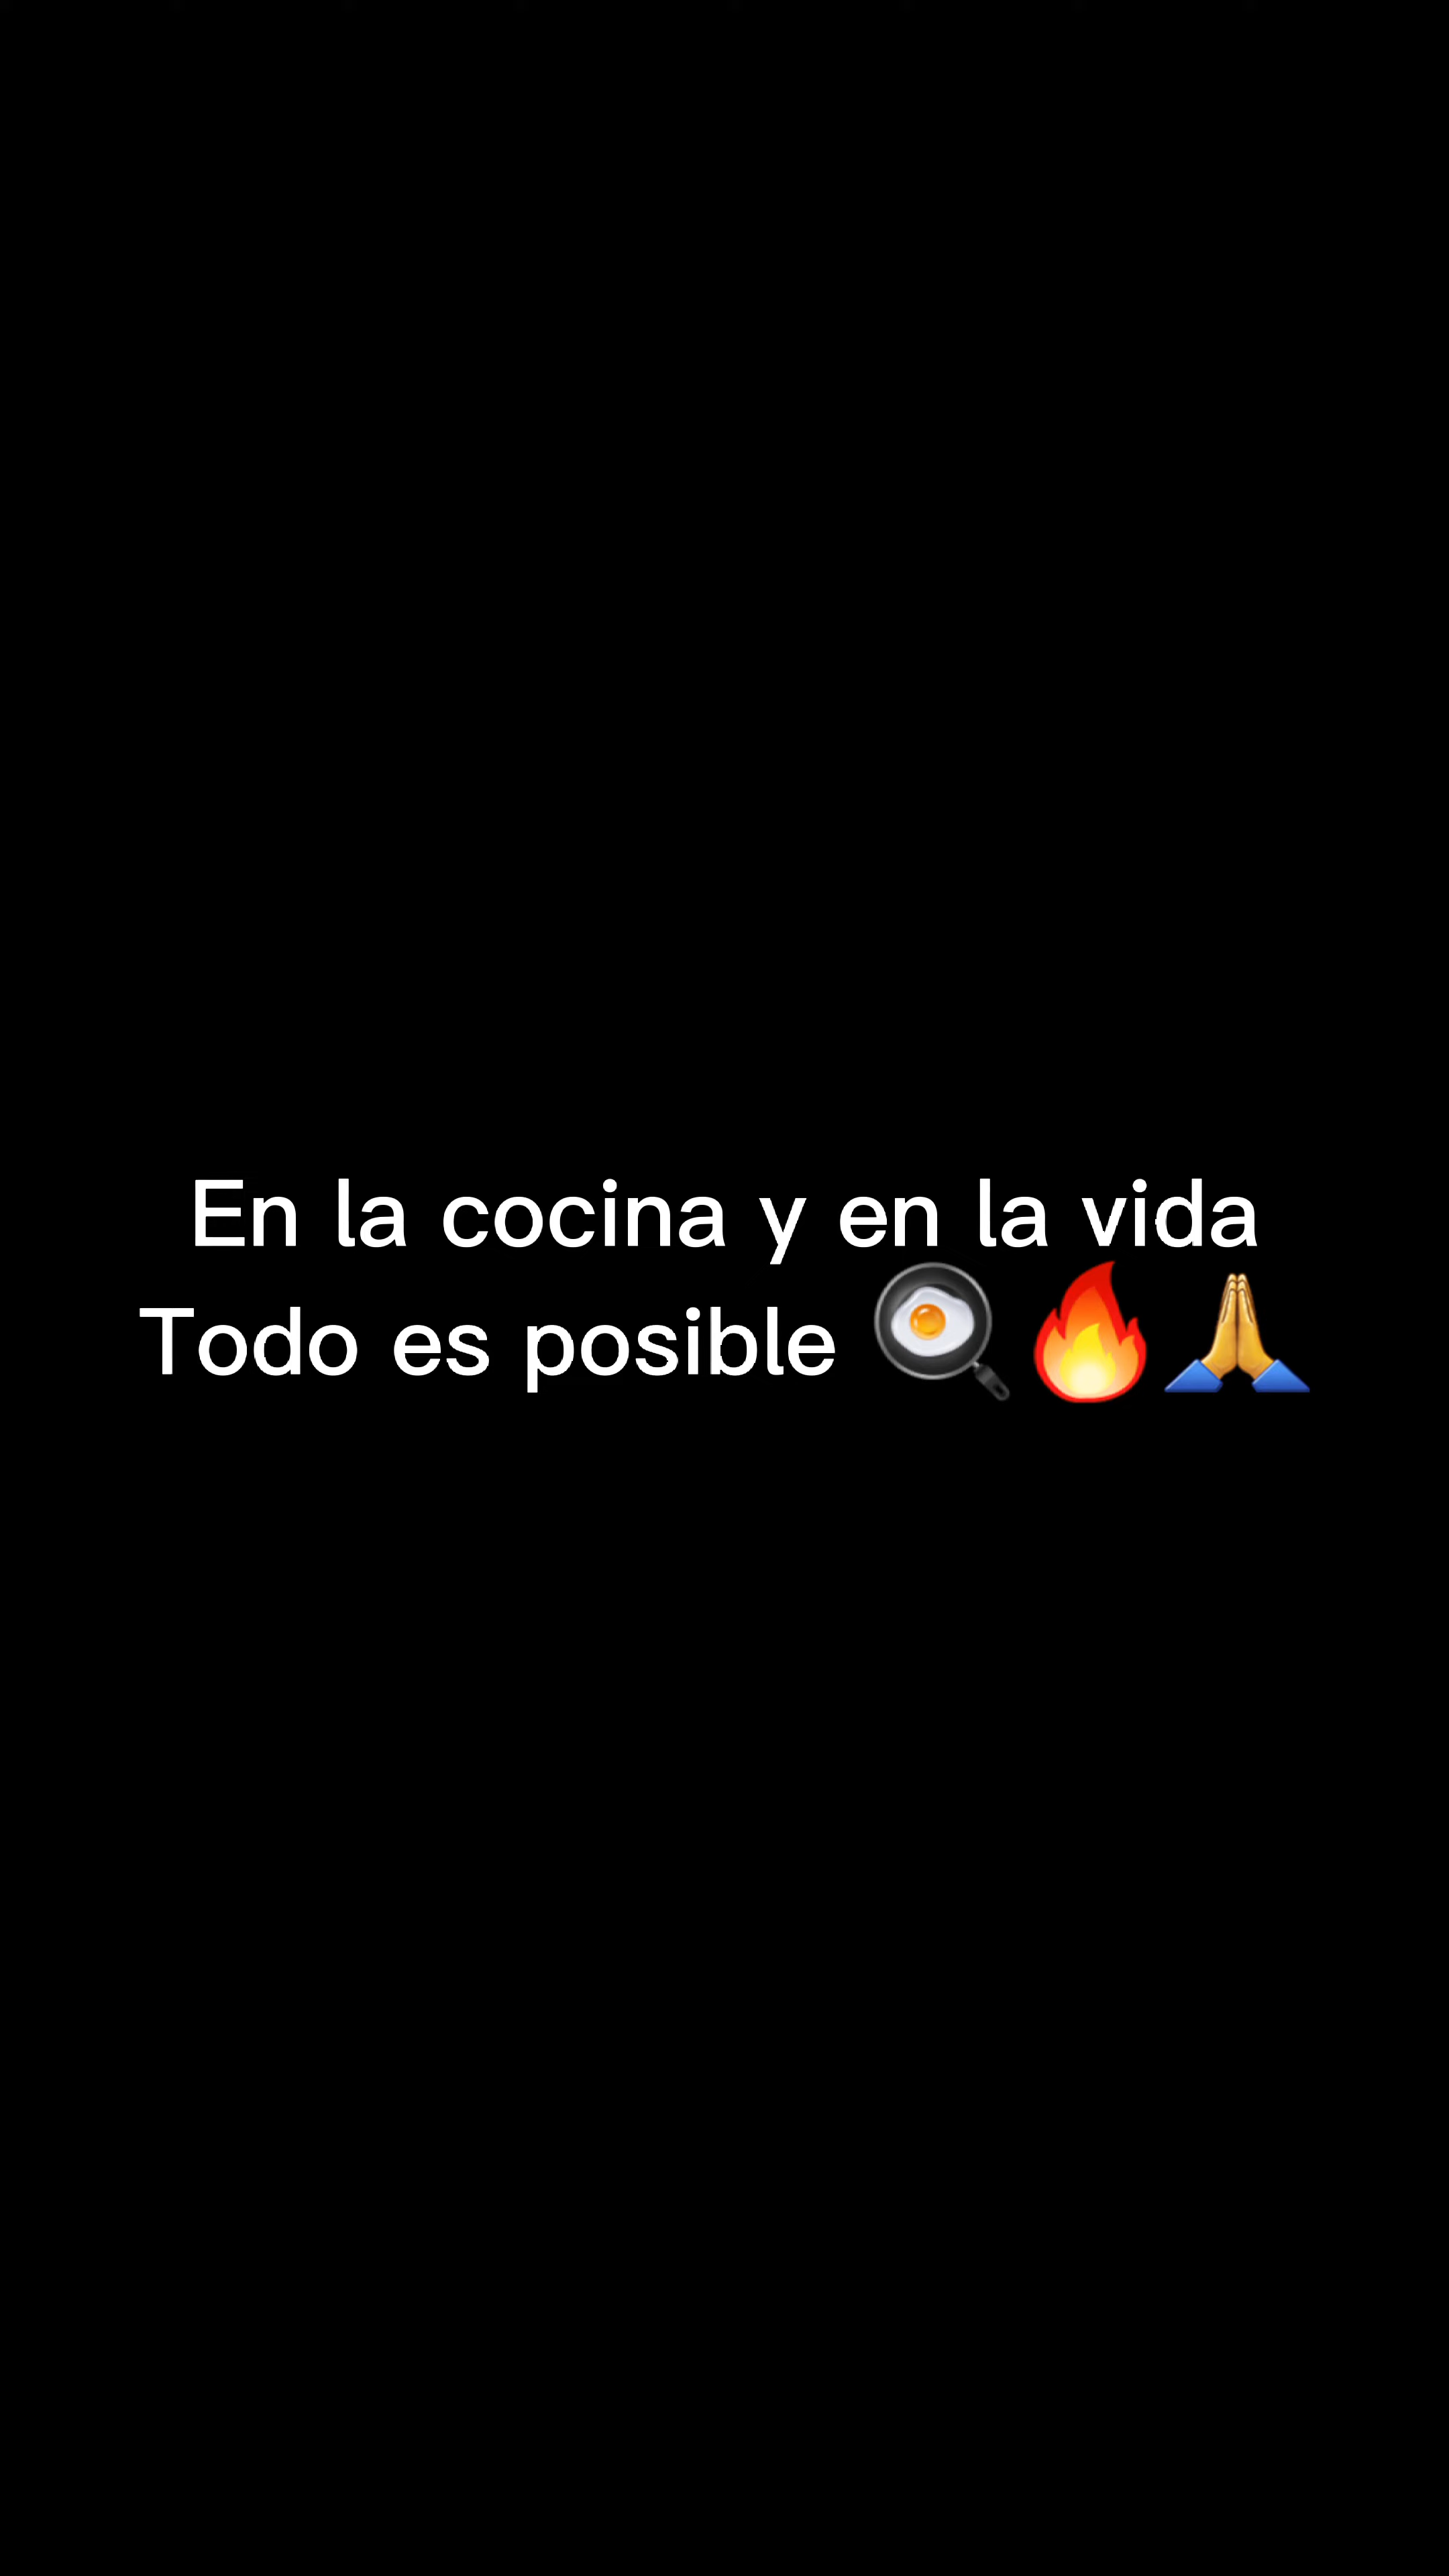 En la cocina y en la vida
Todo es posible 🍳🔥🙏